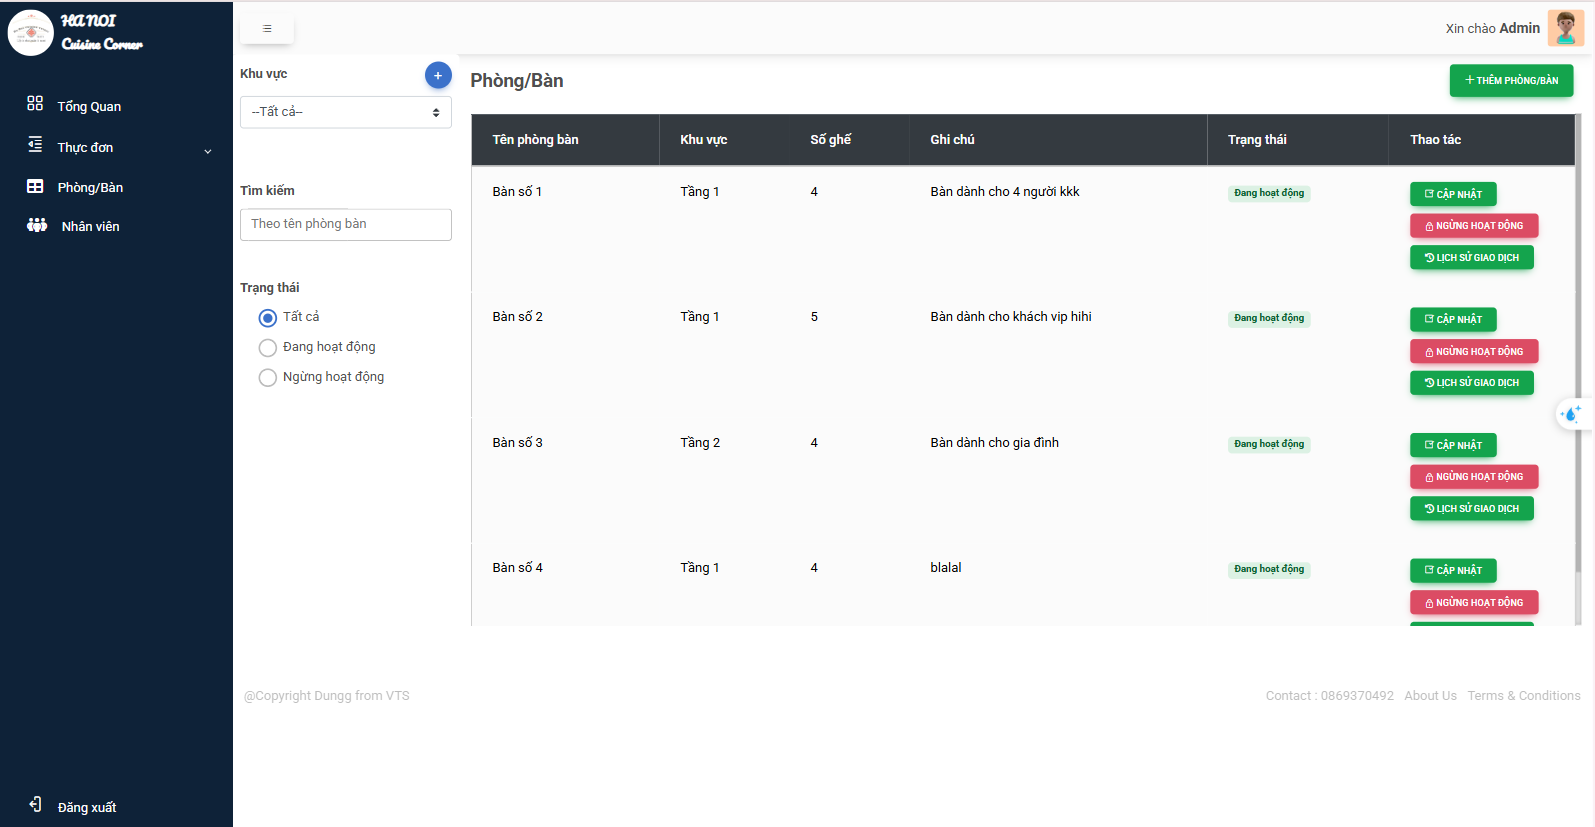 HA NOI
Cuisine Corner
Xin chào Admin
Tổng Quan
Thực đơn
Phòng/Bàn
Nhân viên
Đăng xuất
Khu vực
+
--Tất cả--
Tìm kiếm
Theo tên phòng bàn
Trạng thái
Tất cả
Đang hoạt động
Ngừng hoạt động
Phòng/Bàn
+ THÊM PHÒNG/BÀN
Tên phòng bàn Khu vực Số ghế Ghi chú Trạng thái Thao tác
Bàn số 1 Tầng 1 4 Bàn dành cho 4 người kkk Đang hoạt động CẬP NHẬT
NGỪNG HOẠT ĐỘNG
LỊCH SỬ GIAO DỊCH
Bàn số 2 Tầng 1 5 Bàn dành cho khách vip hihi Đang hoạt động CẬP NHẬT
NGỪNG HOẠT ĐỘNG
LỊCH SỬ GIAO DỊCH
Bàn số 3 Tầng 2 4 Bàn dành cho gia đình Đang hoạt động CẬP NHẬT
NGỪNG HOẠT ĐỘNG
LỊCH SỬ GIAO DỊCH
Bàn số 4 Tầng 1 4 blalal Đang hoạt động CẬP NHẬT
NGỪNG HOẠT ĐỘNG
@Copyright Dungg from VTS
Contact : 0869370492 About Us Terms & Conditions